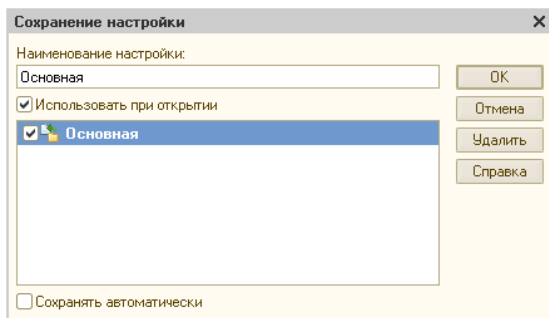 Сохранение настройки
Наименование настройки:
Основная
OK
Использовать при открытии
Отмена
Основная
Удалить
Справка
Сохранять автоматически